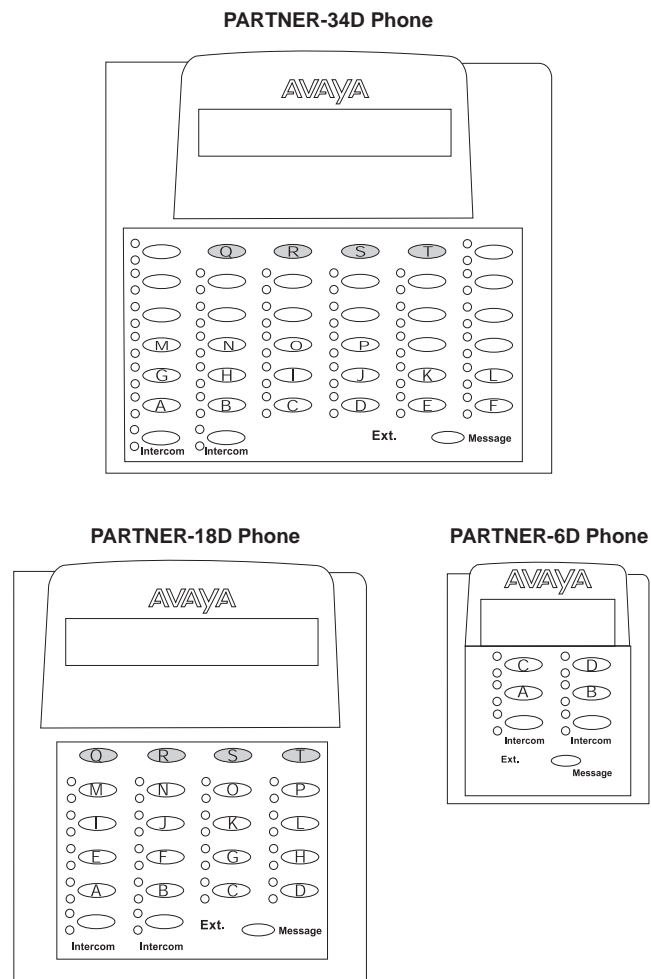 PARTNER-34D Phone
AVAYA
Q R S T
M N O P
G H I J K L
A B C D E F
Ext. Message
Intercom Intercom
PARTNER-18D Phone
AVAYA
Q R S T
M N O P
I J K L
E F G H
A B C D
Ext. Message
Intercom Intercom
PARTNER-6D Phone
AVAYA
C D
A B
Intercom Intercom
Ext.
Message